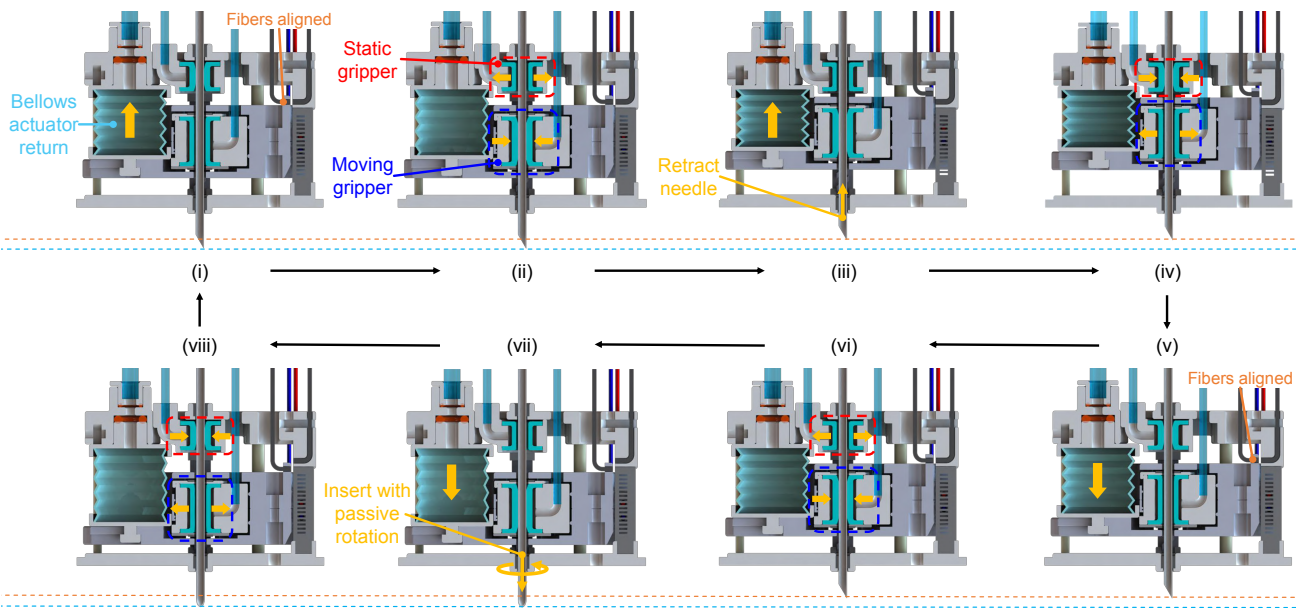 Fibers aligned
Static
gripper
Bellows
actuator
return
Moving
gripper
Retract
needle
(i)
(ii)
(iii)
(iv)
(viii)
(vii)
(vi)
(v)
Fibers aligned
Insert with
passive
rotation